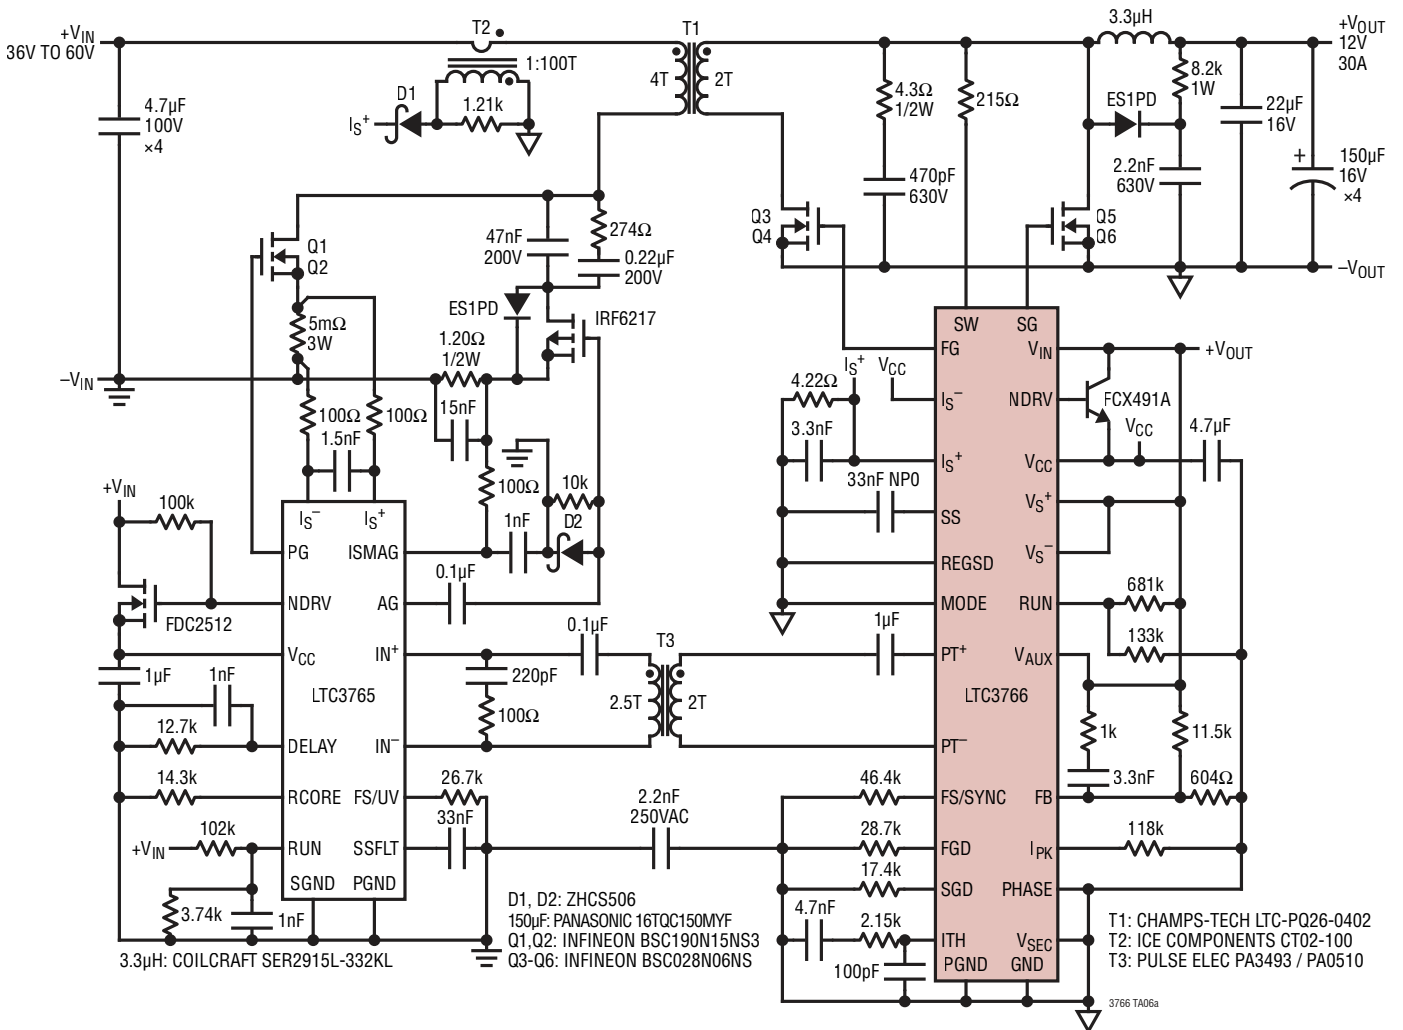 +VIN
36V TO 60V
T2
T1
3.3µH
+VOUT
12V
30A
1:100T
4T
2T
4.7µF
100V
×4
D1
IS+
1.21k
4.3Ω
1/2W
215Ω
ES1PD
8.2k
1W
22µF
16V
470pF
630V
2.2nF
630V
+
150µF
16V
×4
Q1
Q2
47nF
200V
274Ω
0.22µF
200V
Q3
Q4
Q5
Q6
–VOUT
5mΩ
3W
ES1PD
IRF6217
1.20Ω
1/2W
–VIN
100Ω
100Ω
1.5nF
15nF
100Ω
10k
1nF
D2
0.1µF
+VIN
100k
FDC2512
1µF
1nF
12.7k
14.3k
102k
+VIN
3.74k
1nF
IS–
IS+
PG
ISMAG
NDRV
AG
VCC
IN+
LTC3765
DELAY
IN–
RCORE
FS/UV
RUN
SSFLT
SGND
PGND
220pF
100Ω
0.1µF
T3
2.5T
2T
26.7k
33nF
2.2nF
250VAC
IS+
VCC
4.22Ω
3.3nF
33nF NP0
1µF
46.4k
28.7k
17.4k
4.7nF
2.15k
100pF
SW
SG
FG
VIN
IS–
NDRV
IS+
VCC
SS
VS+
REGSD
VS–
MODE
RUN
PT+
VAUX
LTC3766
PT–
FS/SYNC
FB
FGD
IPK
SGD
PHASE
ITH
VSEC
PGND
GND
+VOUT
FCX491A
VCC
4.7µF
681k
133k
1k
11.5k
3.3nF
604Ω
118k
D1, D2: ZHCS506
150µF: PANASONIC 16TQC150MYF
Q1,Q2: INFINEON BSC190N15NS3
Q3-Q6: INFINEON BSC028N06NS
3.3µH: COILCRAFT SER2915L-332KL
T1: CHAMPS-TECH LTC-PQ26-0402
T2: ICE COMPONENTS CT02-100
T3: PULSE ELEC PA3493 / PA0510
3766 TA06a